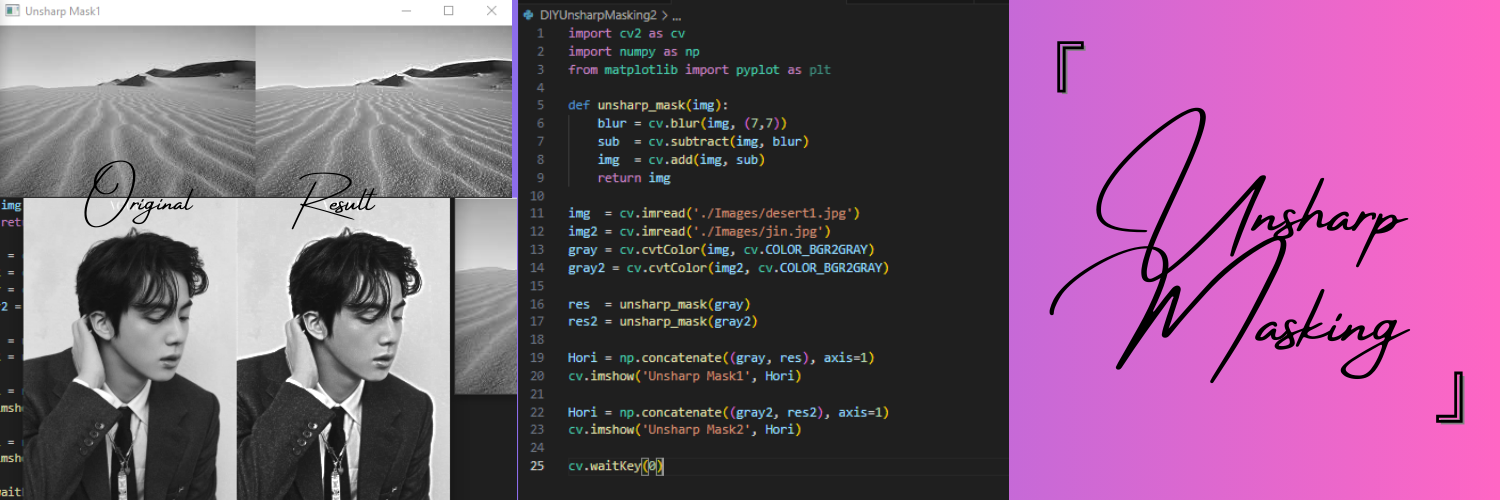 Unsharp Mask1
Original
Result
img
ret
= c
= c
= c
2 = c
= c
= c
= c
imsho
= c
imsh
wait
DIYUnsharpMasking2 > ...
1 import cv2 as cv
2 import numpy as np
3 from matplotlib import pyplot as plt
4
5 def unsharp_mask(img):
6 blur = cv.blur(img, (7,7))
7 sub  = cv.subtract(img, blur)
8 img  = cv.add(img, sub)
9 return img
10
11 img  = cv.imread('./Images/desert1.jpg')
12 img2 = cv.imread('./Images/jin.jpg')
13 gray = cv.cvtColor(img, cv.COLOR_BGR2GRAY)
14 gray2 = cv.cvtColor(img2, cv.COLOR_BGR2GRAY)
15
16 res  = unsharp_mask(gray)
17 res2 = unsharp_mask(gray2)
18
19 Hori = np.concatenate((gray, res), axis=1)
20 cv.imshow('Unsharp Mask1', Hori)
21
22 Hori = np.concatenate((gray2, res2), axis=1)
23 cv.imshow('Unsharp Mask2', Hori)
24
25 cv.waitKey(0)
『
Unsharp
Masking
』